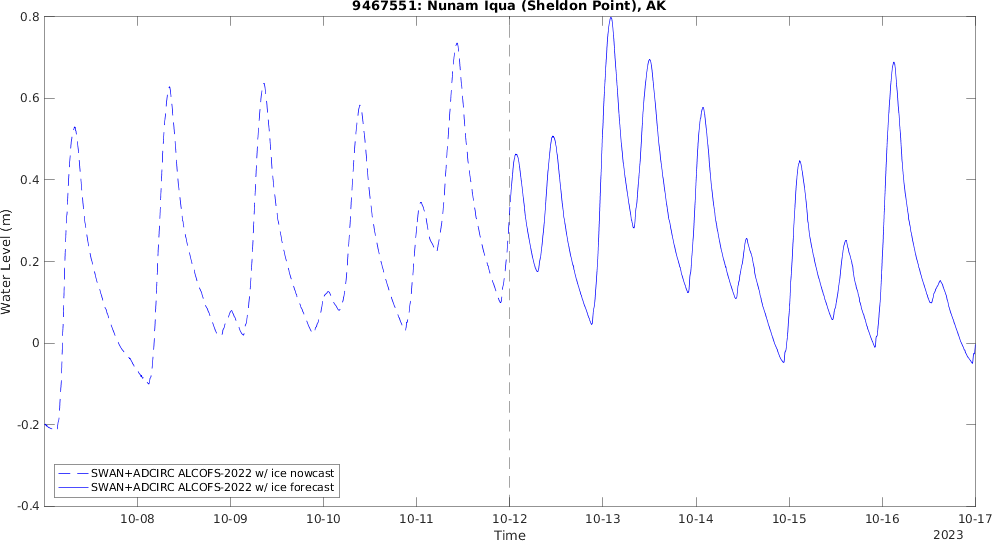 9467551: Nunam Iqua (Sheldon Point), AK
Water Level (m)
0.8
0.6
0.4
0.2
0
-0.2
-0.4
SWAN+ADCIRC ALCOFS-2022 w/ ice nowcast
SWAN+ADCIRC ALCOFS-2022 w/ ice forecast
10-08 10-09 10-10 10-11 10-12 10-13 10-14 10-15 10-16 10-17
Time
2023